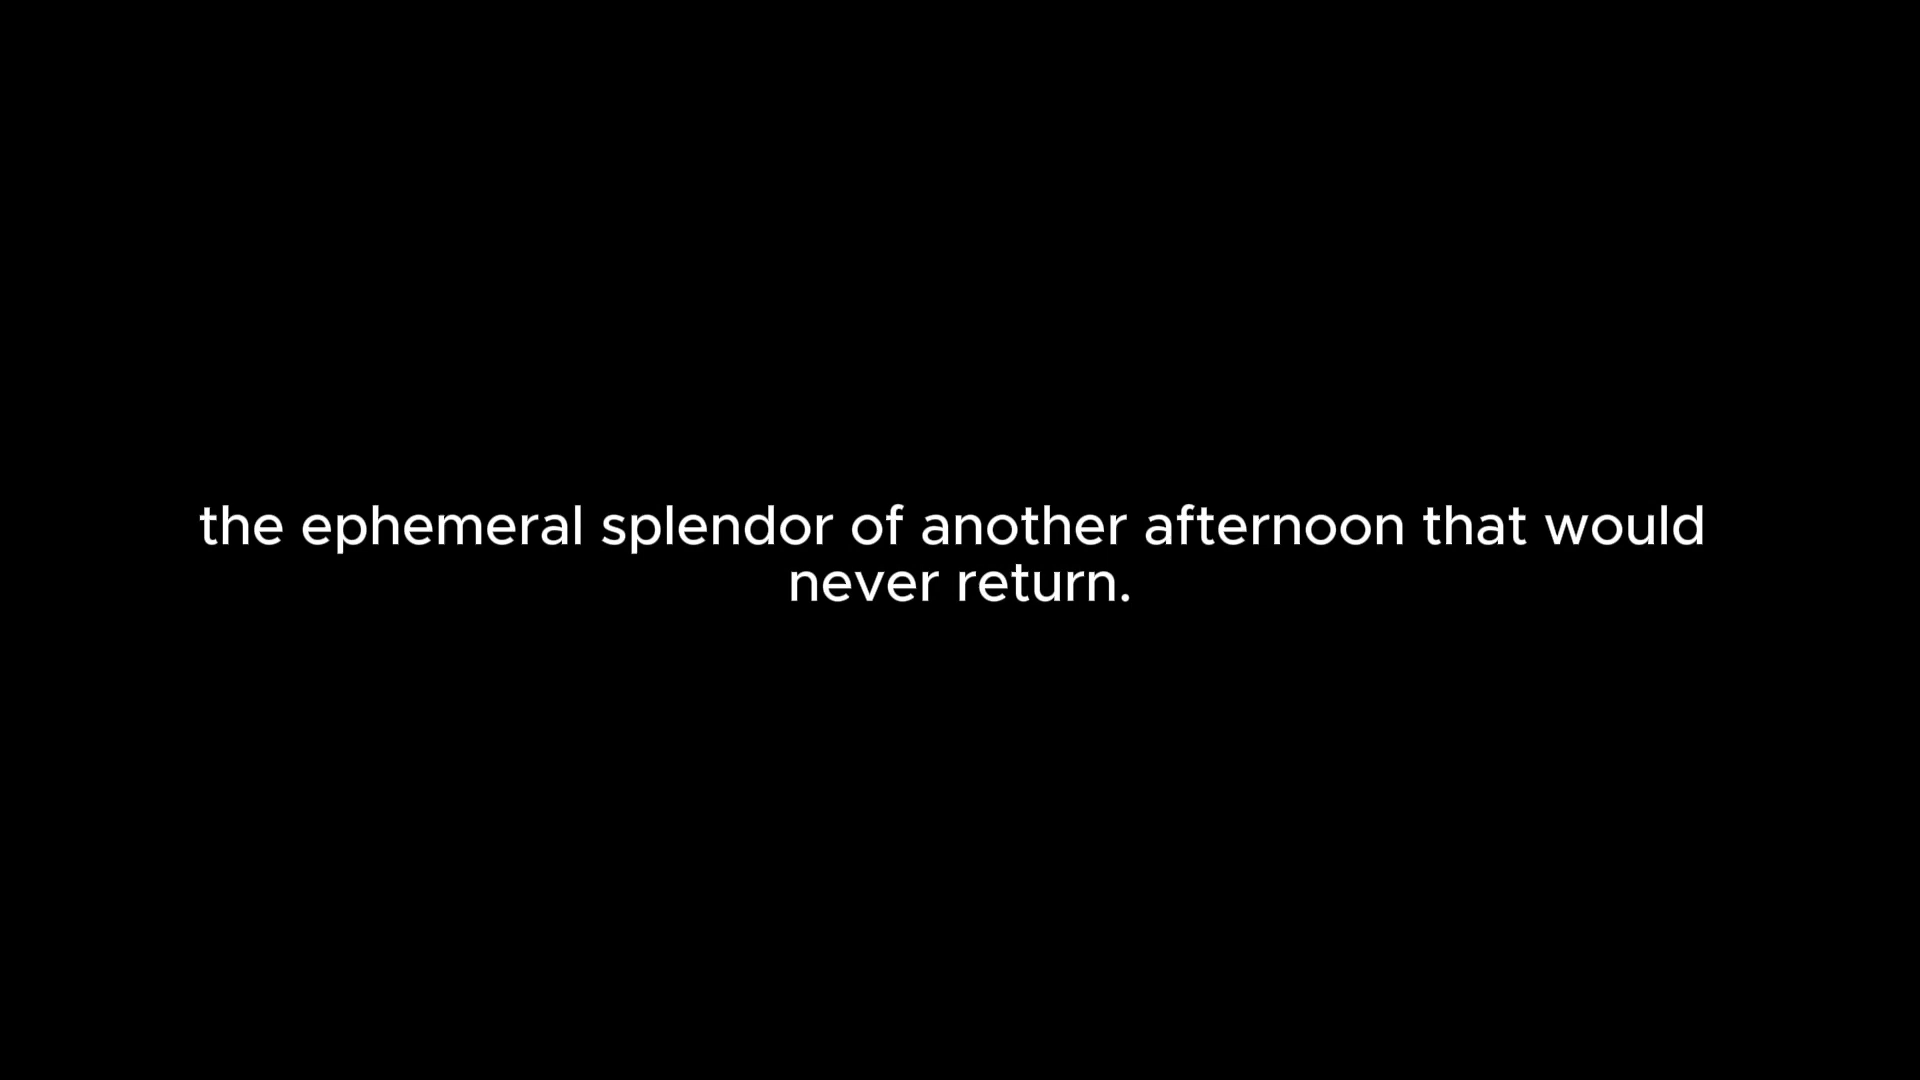 the ephemeral splendor of another afternoon that would
never return.